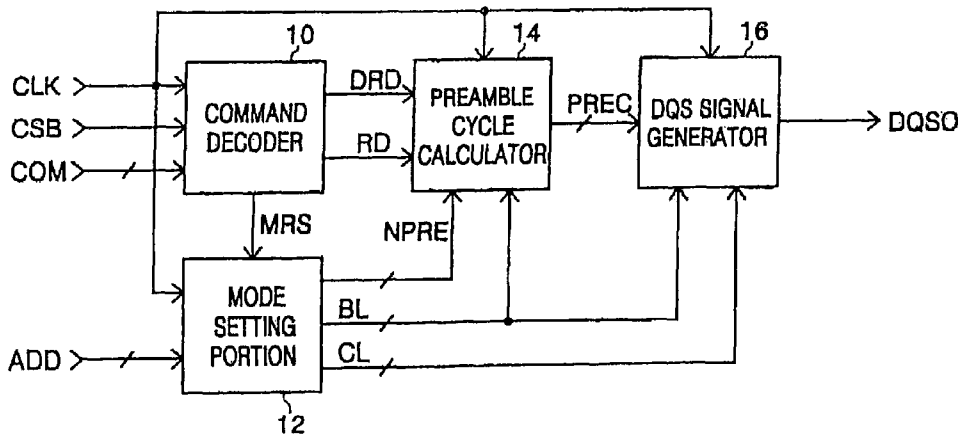 10
14
16
CLK
CSB
COM
COMMAND
DECODER
DRD
RD
PREAMBLE
CYCLE
CALCULATOR
PREC
DQS SIGNAL
GENERATOR
DQSO
MRS
NPRE
MODE
SETTING
PORTION
BL
CL
ADD
12